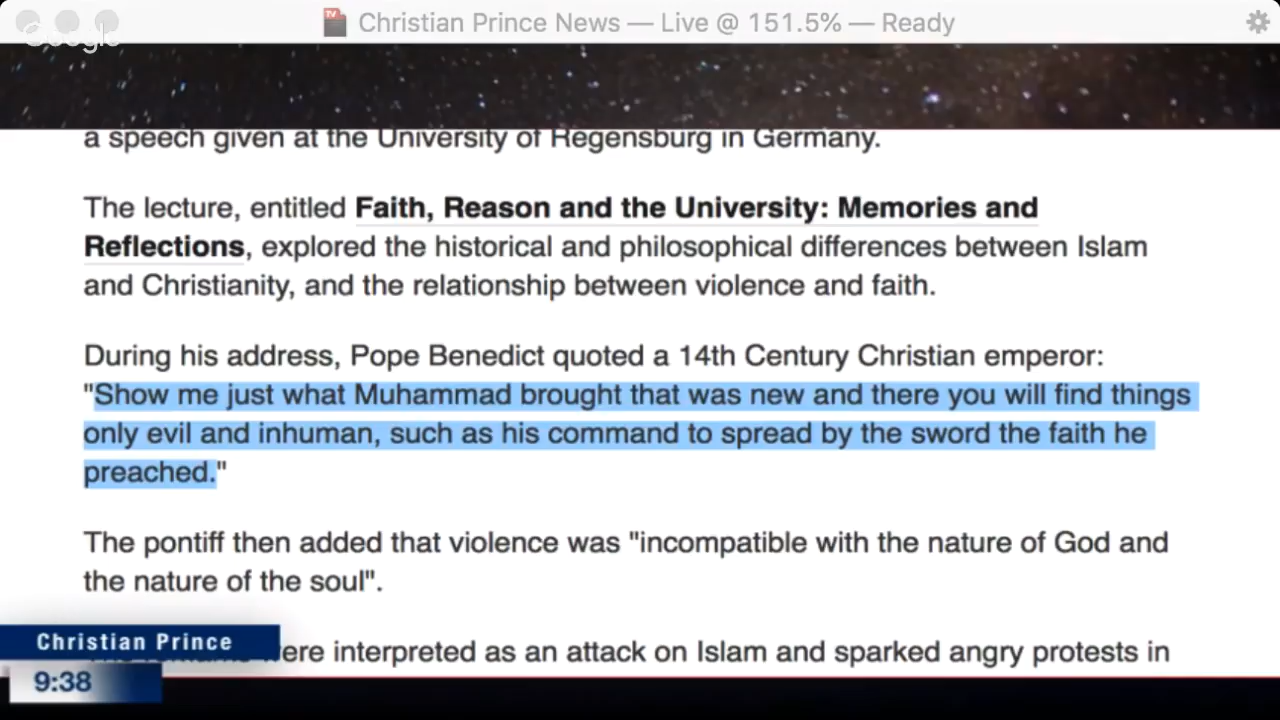 Christian Prince News — Live @ 151.5% — Ready
Google
a speech given at the University of Regensburg in Germany.
The lecture, entitled Faith, Reason and the University: Memories and
Reflections, explored the historical and philosophical differences between Islam
and Christianity, and the relationship between violence and faith.
During his address, Pope Benedict quoted a 14th Century Christian emperor:
"Show me just what Muhammad brought that was new and there you will find things
only evil and inhuman, such as his command to spread by the sword the faith he
preached."
The pontiff then added that violence was "incompatible with the nature of God and
the nature of the soul".
were interpreted as an attack on Islam and sparked angry protests in
Christian Prince
9:38